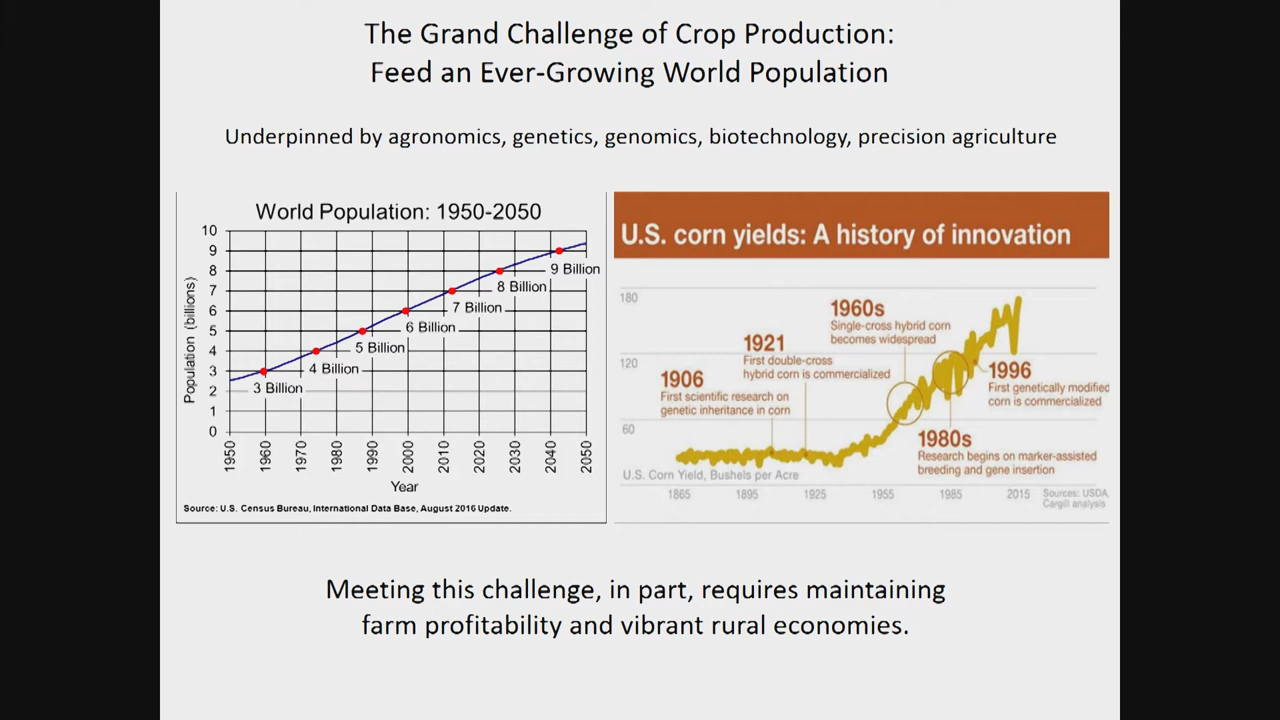 The Grand Challenge of Crop Production:
Feed an Ever-Growing World Population
Underpinned by agronomics, genetics, genomics, biotechnology, precision agriculture
World Population: 1950-2050
Population (billions)
10
9
8
7
6
5
4
3
2
1
0
3 Billion
4 Billion
5 Billion
6 Billion
7 Billion
8 Billion
9 Billion
1950 1960 1970 1980 1990 2000 2010 2020 2030 2040 2050
Year
Source: U.S. Census Bureau, International Data Base, August 2016 Update.
U.S. corn yields: A history of innovation
180
120
60
1906
First scientific research on
genetic inheritance in corn
1921
First double-cross
hybrid corn is commercialized
1960s
Single-cross hybrid corn
becomes widespread
1996
First genetically modified
corn is commercialized
1980s
Research begins on marker-assisted
breeding and gene insertion
U.S. Corn Yield, Bushels per Acre
1865 1895 1925 1955 1985 2015
Sources: USDA,
Cargill analysis
Meeting this challenge, in part, requires maintaining
farm profitability and vibrant rural economies.